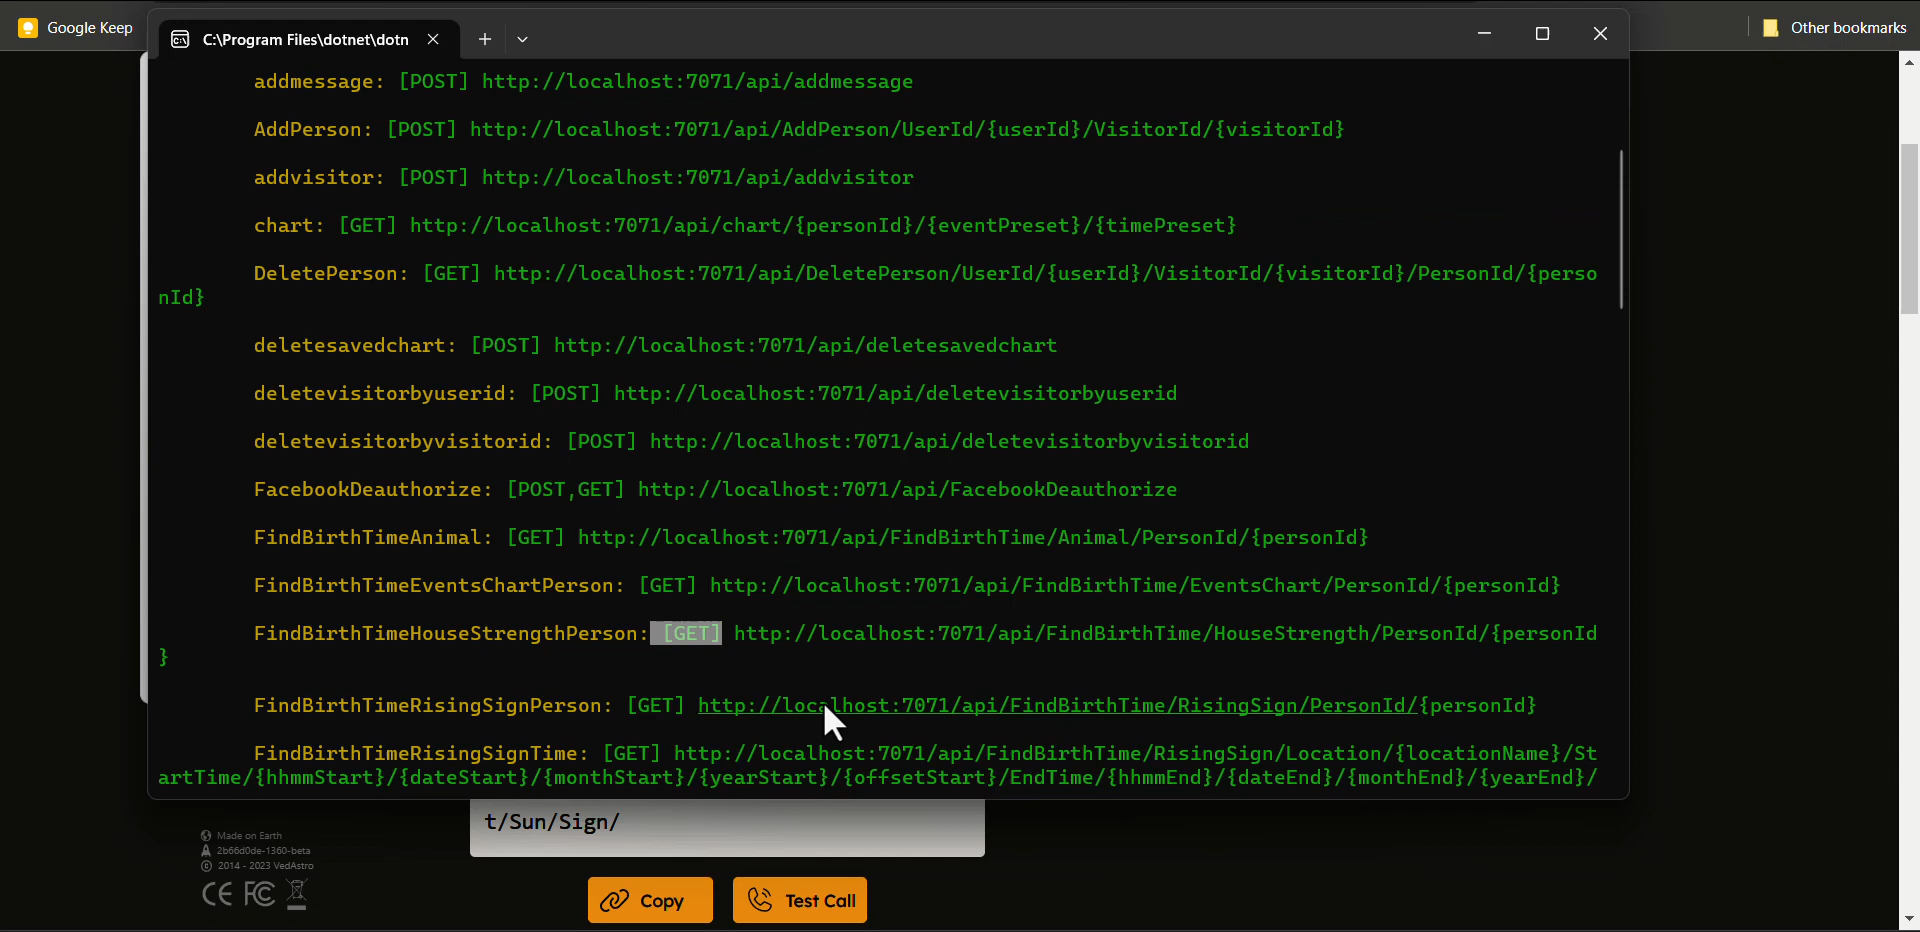 Google Keep
C:\Program Files\dotnet\dotn
Other bookmarks
addmessage: [POST] http://localhost:7071/api/addmessage
AddPerson: [POST] http://localhost:7071/api/AddPerson/UserId/{userId}/VisitorId/{visitorId}
addvisitor: [POST] http://localhost:7071/api/addvisitor
chart: [GET] http://localhost:7071/api/chart/{personId}/{eventPreset}/{timePreset}
DeletePerson: [GET] http://localhost:7071/api/DeletePerson/UserId/{userId}/VisitorId/{visitorId}/PersonId/{perso
nId}
deletesavedchart: [POST] http://localhost:7071/api/deletesavedchart
deletevisitorbyuserid: [POST] http://localhost:7071/api/deletevisitorbyuserid
deletevisitorbyvisitorid: [POST] http://localhost:7071/api/deletevisitorbyvisitorid
FacebookDeauthorize: [POST,GET] http://localhost:7071/api/FacebookDeauthorize
FindBirthTimeAnimal: [GET] http://localhost:7071/api/FindBirthTime/Animal/PersonId/{personId}
FindBirthTimeEventsChartPerson: [GET] http://localhost:7071/api/FindBirthTime/EventsChart/PersonId/{personId}
FindBirthTimeHouseStrengthPerson: [GET] http://localhost:7071/api/FindBirthTime/HouseStrength/PersonId/{personId
}
FindBirthTimeRisingSignPerson: [GET] http://localhost:7071/api/FindBirthTime/RisingSign/PersonId/{personId}
FindBirthTimeRisingSignTime: [GET] http://localhost:7071/api/FindBirthTime/RisingSign/Location/{locationName}/St
artTime/{hhmmStart}/{dateStart}/{monthStart}/{yearStart}/{offsetStart}/EndTime/{hhmmEnd}/{dateEnd}/{monthEnd}/{yearEnd}/
t/Sun/Sign/
Made on Earth
2b66d0de-1360-beta
2014 - 2023 VedAstro
CE FC
Copy
Test Call